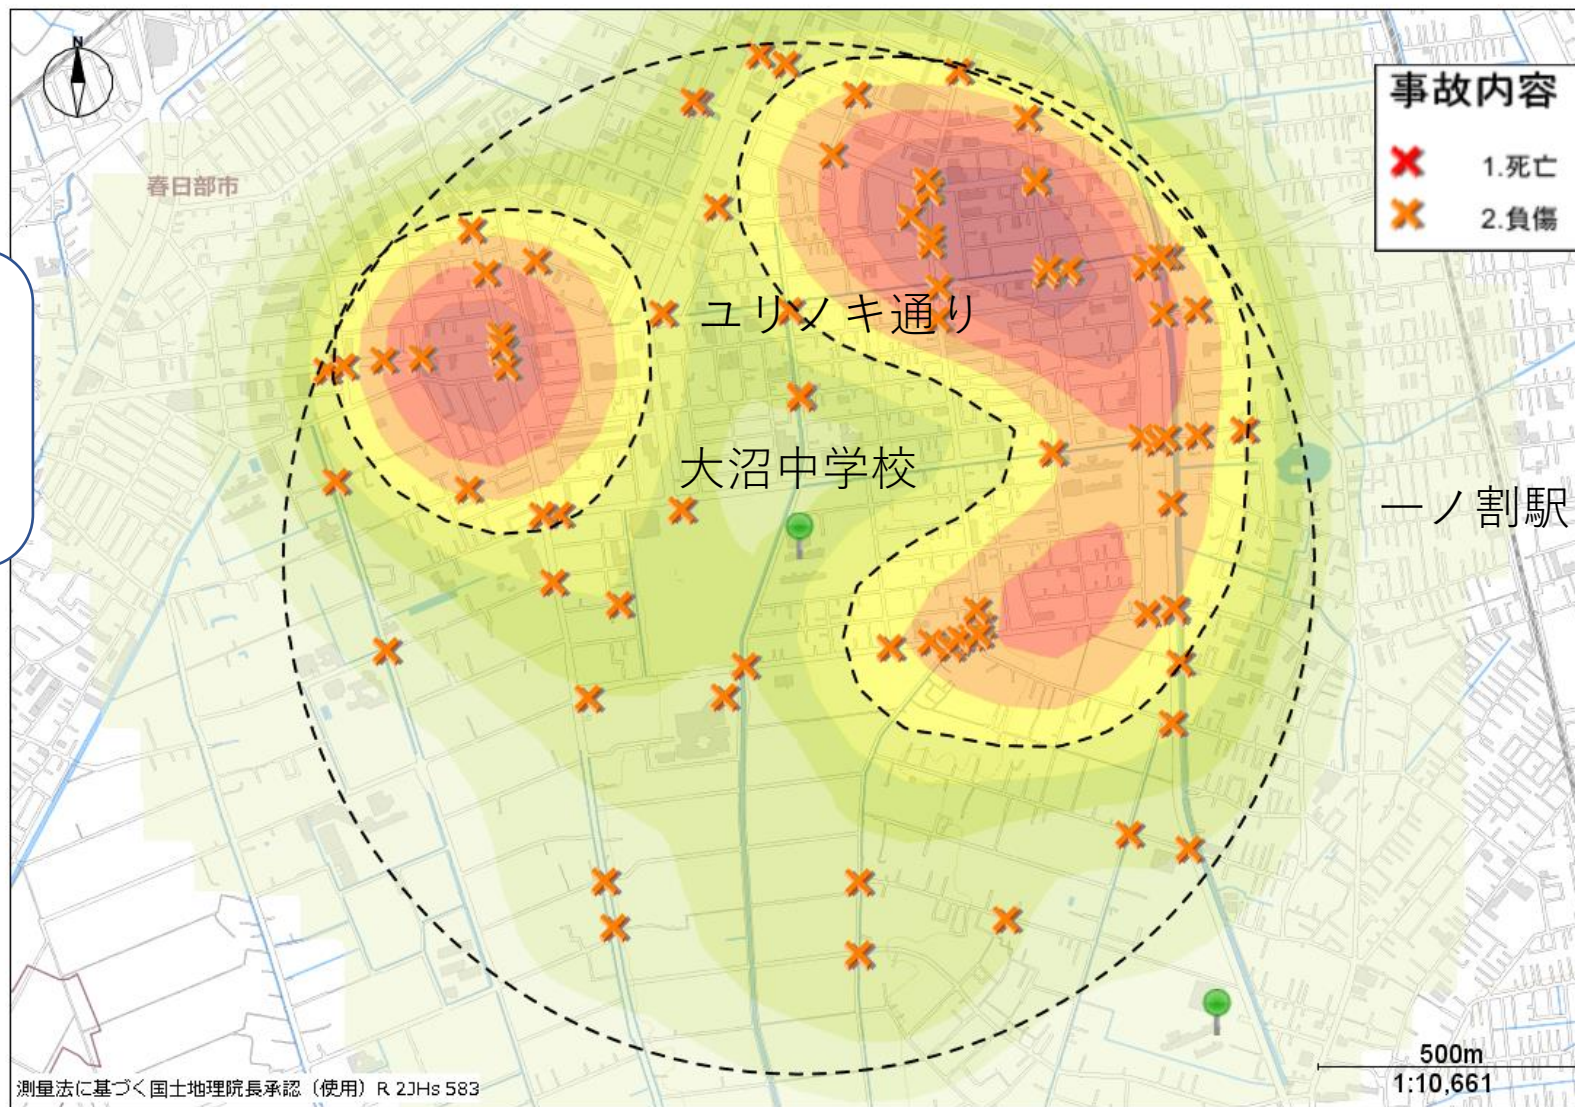 N
事故内容
1.死亡
2.負傷
春日部市
ユリノキ通り
大沼中学校
一ノ割駅
500m
1:10,661
測量法に基づく国土地理院長承認（使用）R 2JHs 583